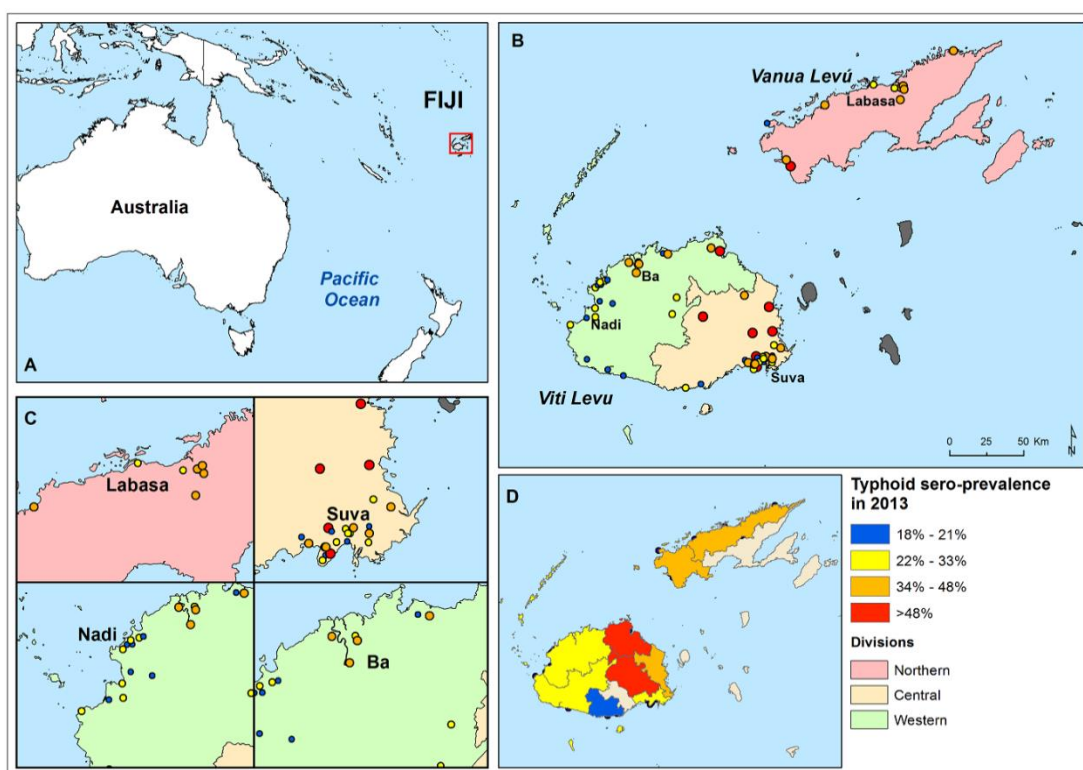 A
FIJI
Australia
Pacific
Ocean
B
Vanua Levú
Labasa
Ba
Nadi
Suva
Viti Levu
0 25 50 Km
N
C
Labasa
Suva
Nadi
Ba
D
Typhoid sero-prevalence
in 2013
18% - 21%
22% - 33%
34% - 48%
>48%
Divisions
Northern
Central
Western